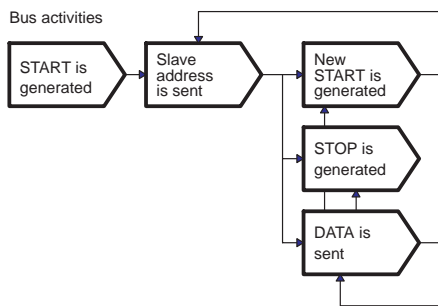 Bus activities
START is
generated
Slave
address
is sent
New
START is
generated
STOP is
generated
DATA is
sent